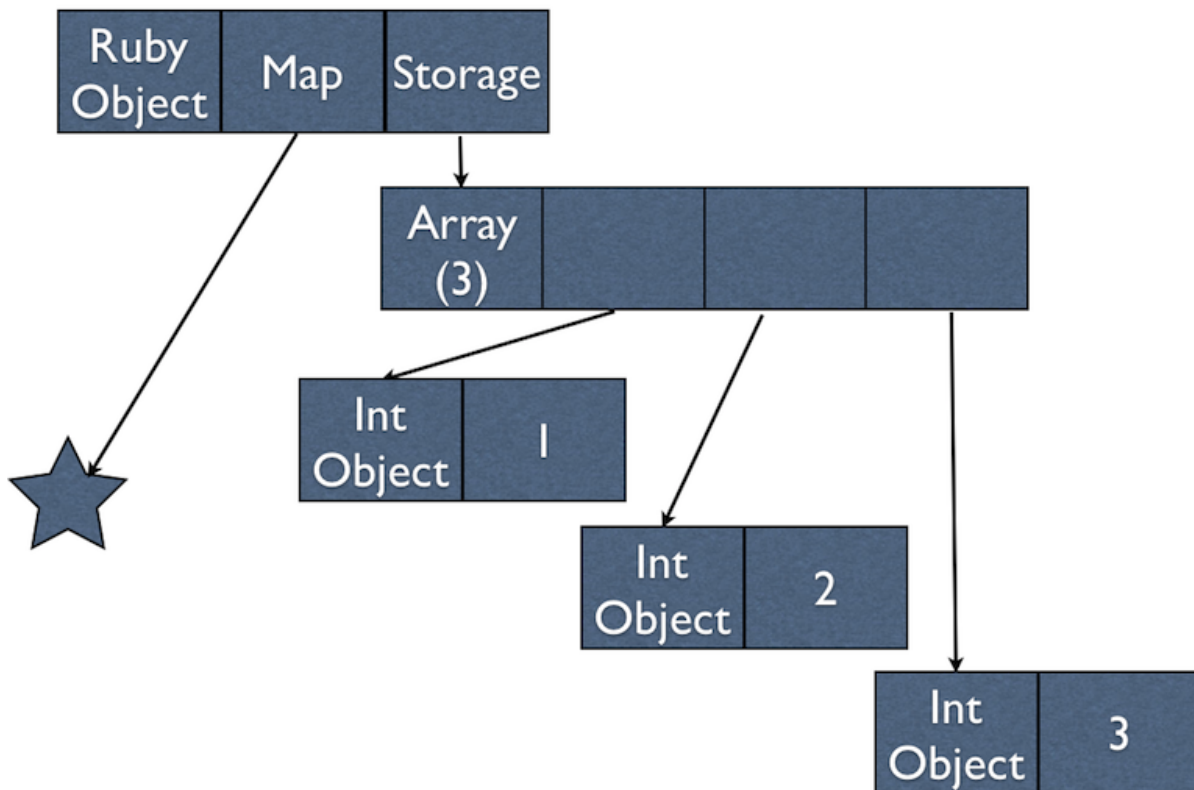 Ruby
Object
Map
Storage
Array
(3)
Int
Object
1
Int
Object
2
Int
Object
3